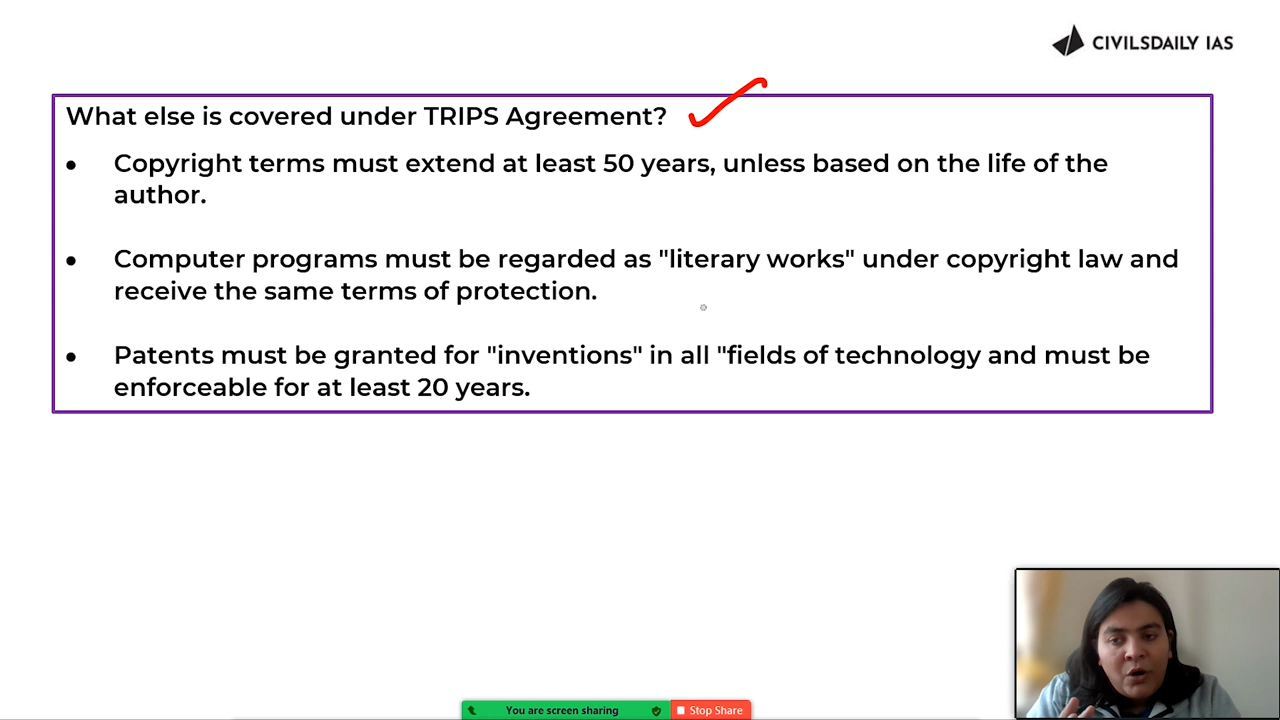 CIVILSDAILY IAS
What else is covered under TRIPS Agreement?
• Copyright terms must extend at least 50 years, unless based on the life of the
author.
• Computer programs must be regarded as "literary works" under copyright law and
receive the same terms of protection.
• Patents must be granted for "inventions" in all "fields of technology and must be
enforceable for at least 20 years.
You are screen sharing
Stop Share